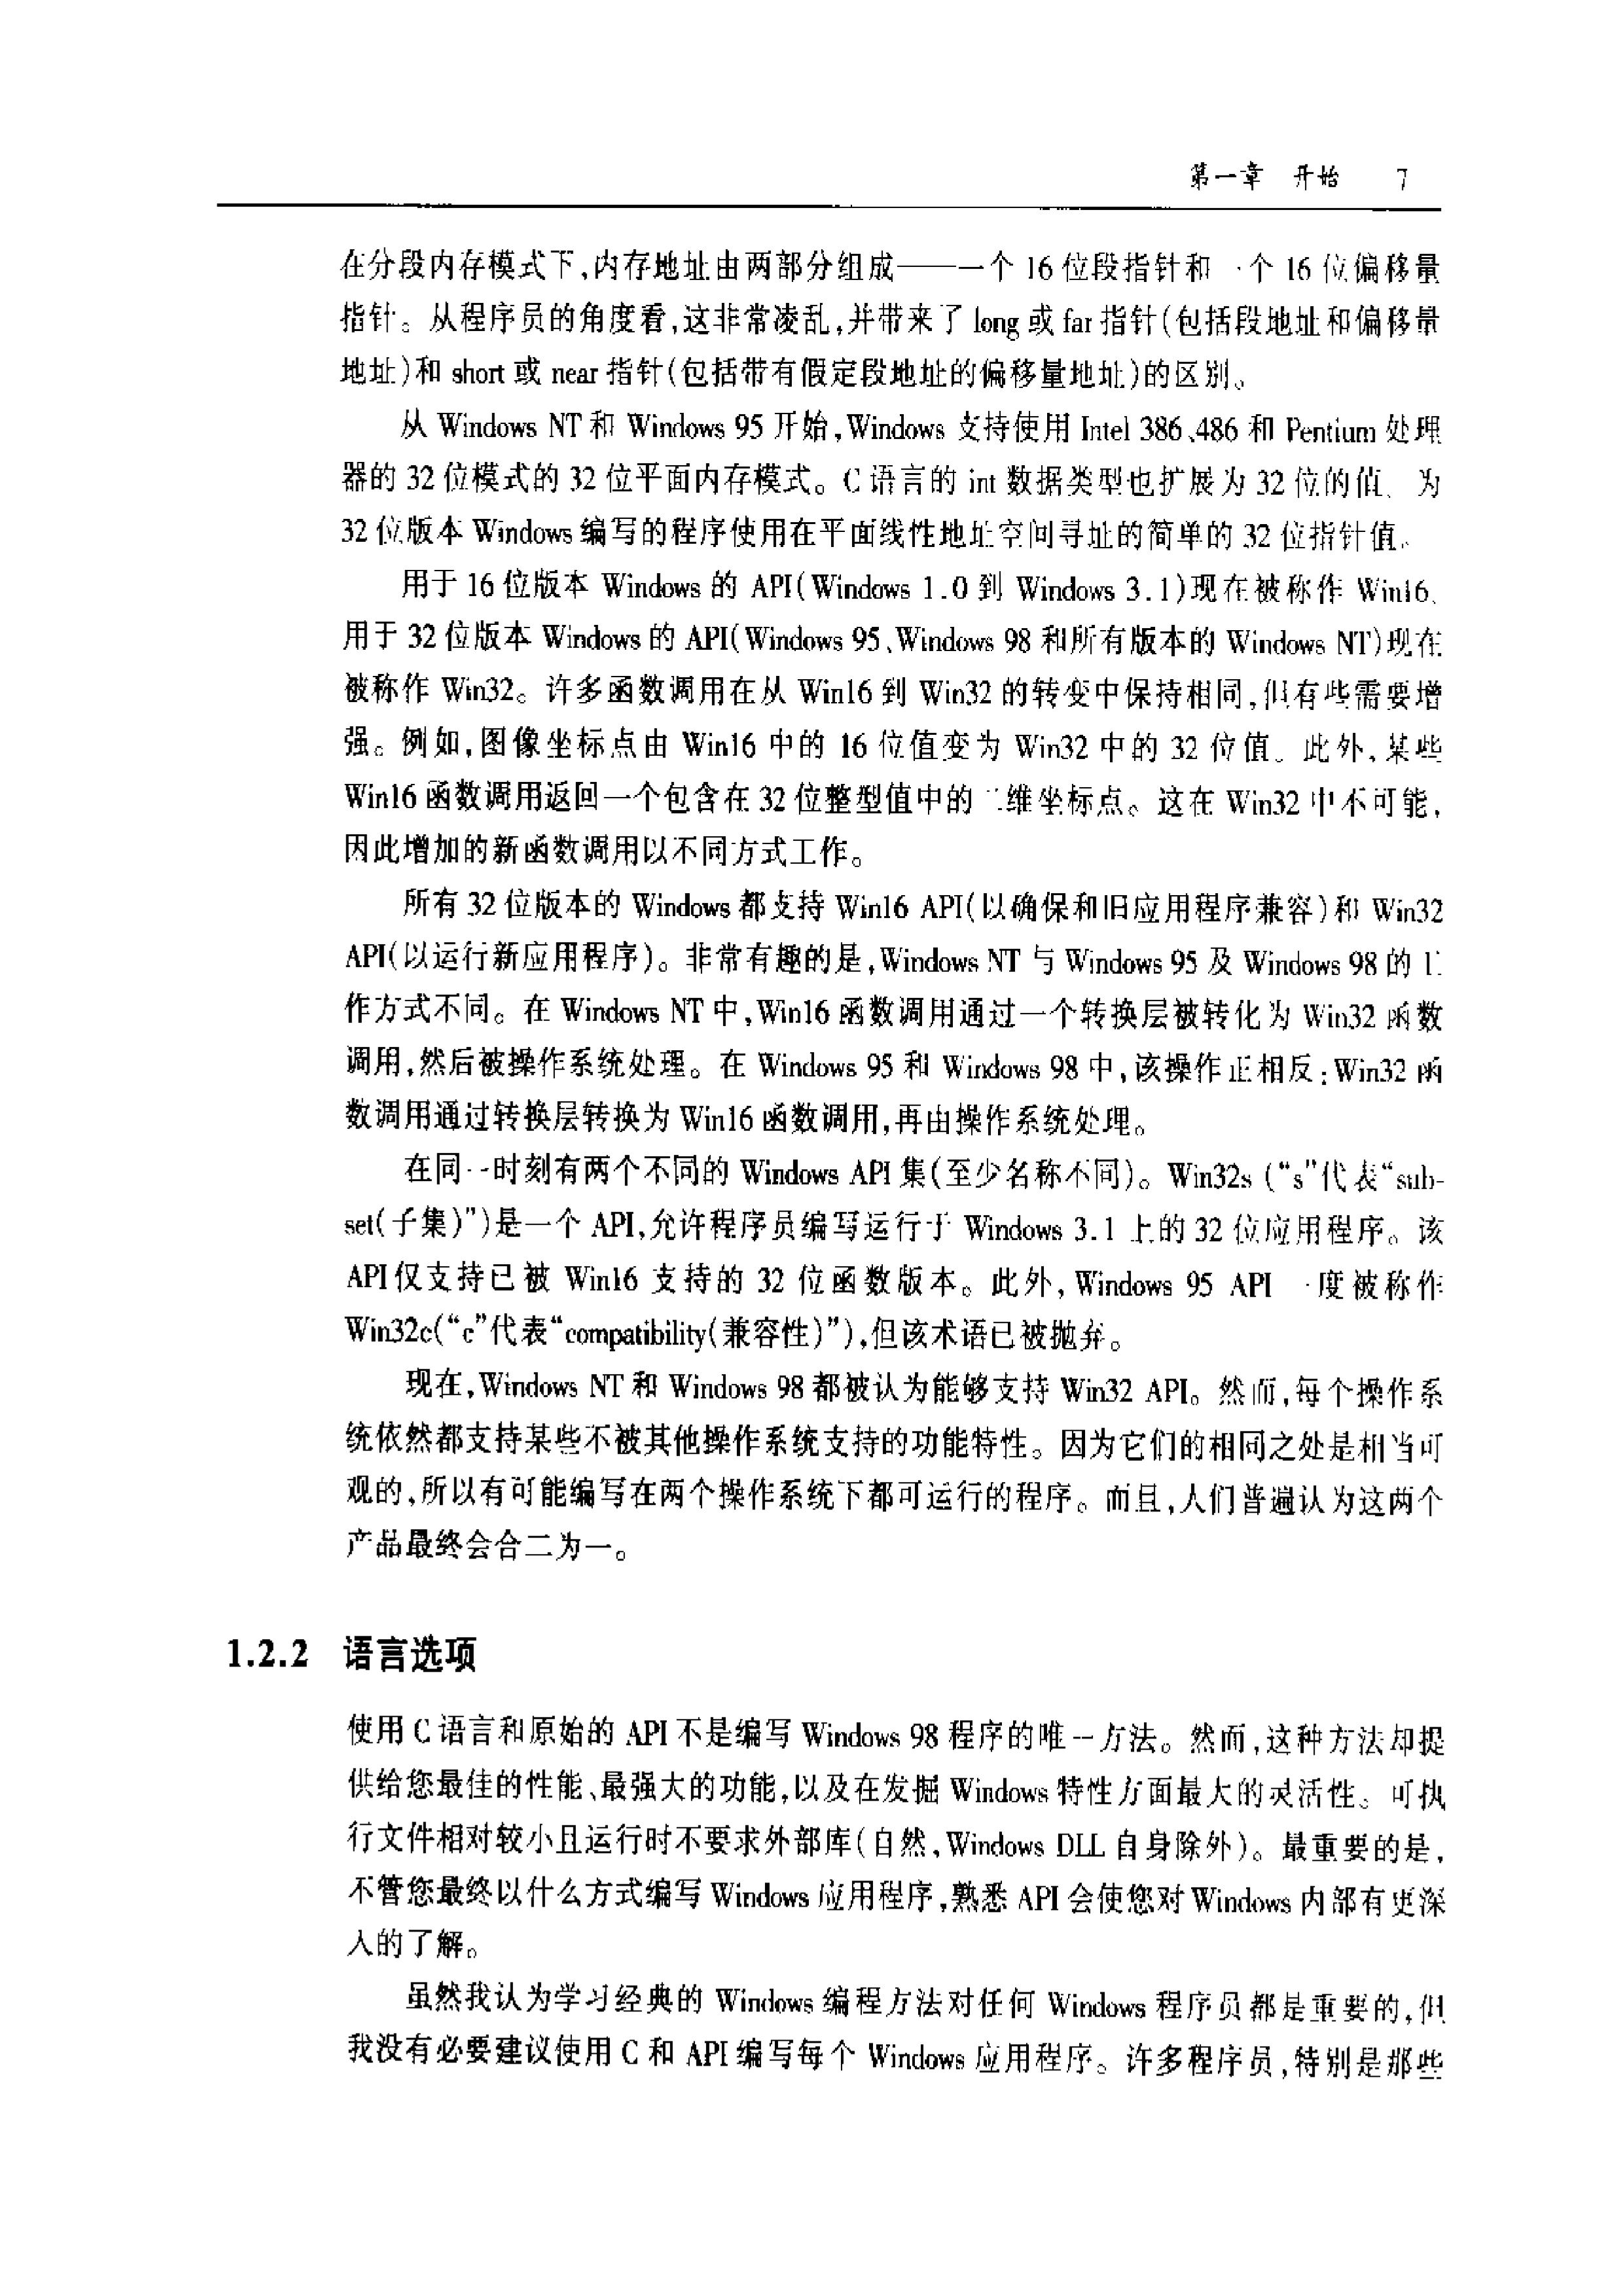 第一章 开始 7
在分段内存模式下,内存地址由两部分组成——一个 16 位段指针和一个 16 位偏移量
指针。从程序员的角度看,这非常凌乱,并带来了 long 或 far 指针(包括段地址和偏移量
地址)和 short 或 near 指针(包括带有假定段地址的偏移量地址)的区别。
从 Windows NT 和 Windows 95 开始,Windows 支持使用 Intel 386、486 和 Pentium 处理
器的 32 位模式的 32 位平面内存模式。C 语言的 int 数据类型也扩展为 32 位的值。为
32 位版本 Windows 编写的程序使用在平面线性地址空间寻址的简单的 32 位指针值。
用于 16 位版本 Windows 的 API(Windows 1.0 到 Windows 3.1)现在被称作 Win16。
用于 32 位版本 Windows 的 API(Windows 95、Windows 98 和所有版本的 Windows NT)现在
被称作 Win32。许多函数调用在从 Win16 到 Win32 的转变中保持相同,但有些需要增
强。例如,图像坐标点由 Win16 中的 16 位值变为 Win32 中的 32 位值。此外,某些
Win16 函数调用返回一个包含在 32 位整型值中的二维坐标点。这在 Win32 中不可能,
因此增加的新函数调用以不同方式工作。
所有 32 位版本的 Windows 都支持 Win16 API(以确保和旧应用程序兼容)和 Win32
API(以运行新应用程序)。非常有趣的是,Windows NT 与 Windows 95 及 Windows 98 的工
作方式不同。在 Windows NT 中,Win16 函数调用通过一个转换层被转化为 Win32 函数
调用,然后被操作系统处理。在 Windows 95 和 Windows 98 中,该操作正相反:Win32 函
数调用通过转换层转换为 Win16 函数调用,再由操作系统处理。
在同一时刻有两个不同的 Windows API 集(至少名称不同)。Win32s (“s”代表“sub-
set(子集)”)是一个 API,允许程序员编写运行于 Windows 3.1 上的 32 位应用程序。该
API 仅支持已被 Win16 支持的 32 位函数版本。此外,Windows 95 API 一度被称作
Win32c(“c”代表“compatibility(兼容性)”),但该术语已被抛弃。
现在,Windows NT 和 Windows 98 都被认为能够支持 Win32 API。然而,每个操作系
统依然都支持某些不被其他操作系统支持的功能特性。因为它们的相同之处是相当可
观的,所以有可能编写在两个操作系统下都可运行的程序。而且,人们普遍认为这两个
产品最终会合二为一。
1.2.2 语言选项
使用 C 语言和原始的 API 不是编写 Windows 98 程序的唯一方法。然而,这种方法却提
供给您最佳的性能、最强大的功能,以及在发掘 Windows 特性方面最大的灵活性。可执
行文件相对较小且运行时不要求外部库(自然,Windows DLL 自身除外)。最重要的是,
不管您最终以什么方式编写 Windows 应用程序,熟悉 API 会使您对 Windows 内部有更深
入的了解。
虽然我认为学习经典的 Windows 编程方法对任何 Windows 程序员都是重要的,但
我没有必要建议使用 C 和 API 编写每个 Windows 应用程序。许多程序员,特别是那些